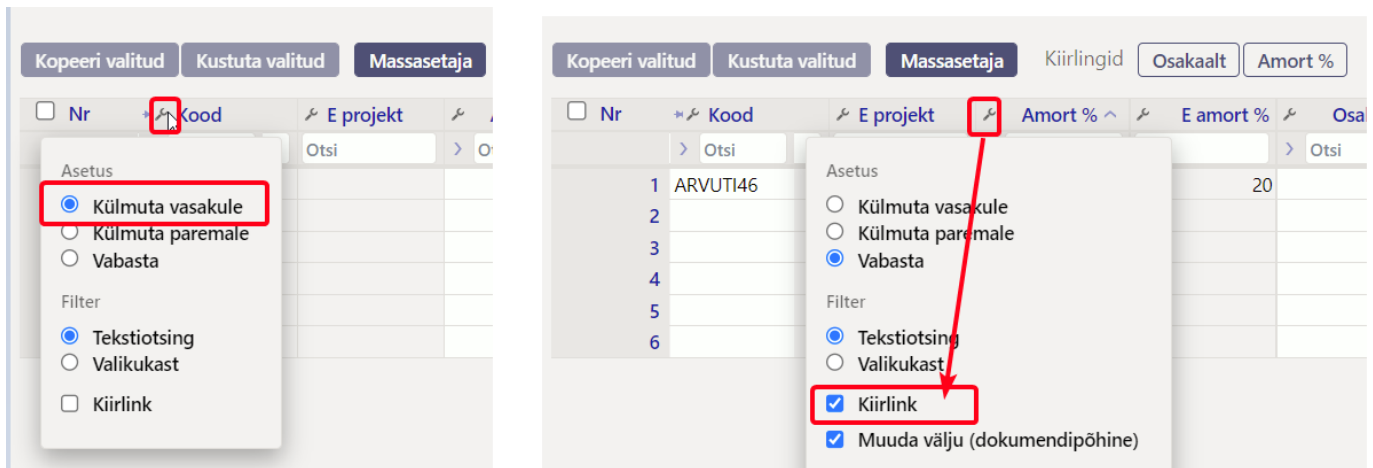 Kopeeri valitud Kustuta valitud Massasetaja
Nr Kood E projekt
Otsi
Asetus
Külmuta vasakule
Külmuta paremale
Vabasta
Filter
Tekstiotsing
Valikukast
Kiirlink
Kopeeri valitud Kustuta valitud Massasetaja Kiirlingid Osakaalt Amort %
Nr Kood E projekt Amort % E amort % Osa
Otsi Otsi
1 ARVUTI46 20
2
3
4
5
6
Asetus
Külmuta vasakule
Külmuta paremale
Vabasta
Filter
Tekstiotsing
Valikukast
Kiirlink
Muuda välju (dokumendipõhine)